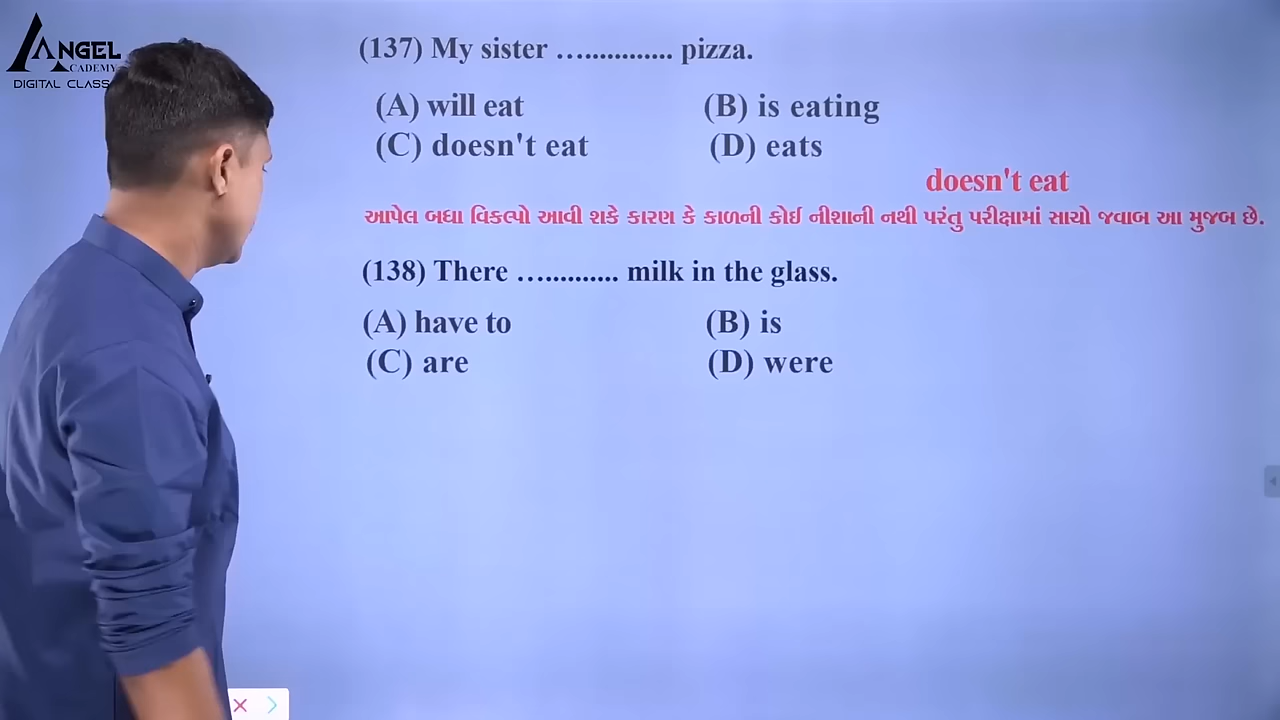 ANGEL
ACADEMY
DIGITAL CLASS
(137) My sister …............ pizza.
(A) will eat (B) is eating
(C) doesn't eat (D) eats
doesn't eat
આપેલ બધા વિકલ્પો આવી શકે કારણ કે કાળની કોઈ નીશાની નથી પરંતુ પરીક્ષામાં સાચો જવાબ આ મુજબ છે.
(138) There ….......... milk in the glass.
(A) have to (B) is
(C) are (D) were